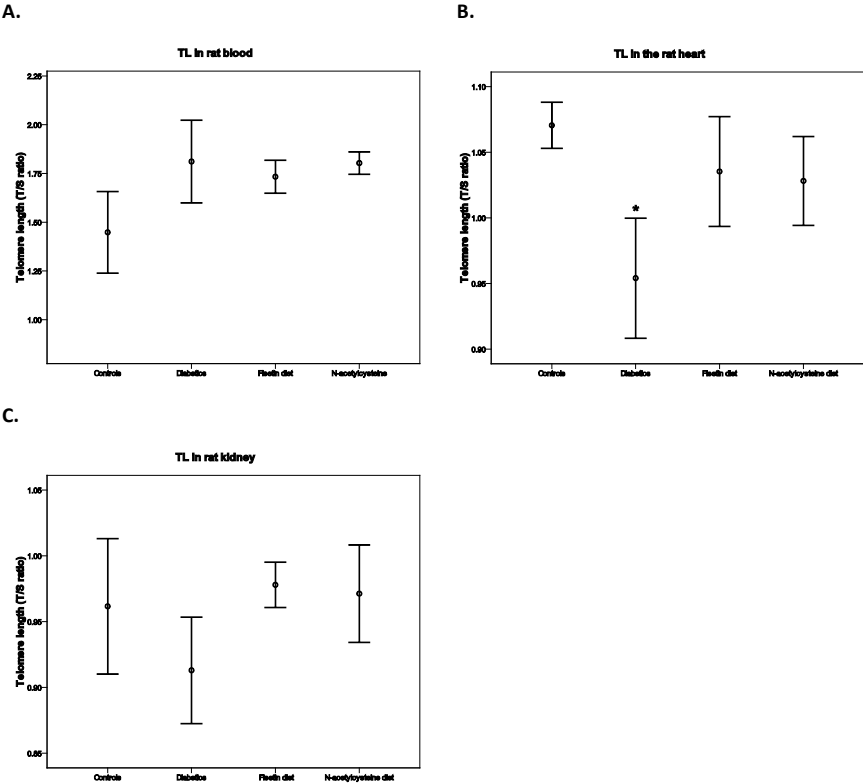 A.
TL in rat blood
Telomere length (T/S ratio)
2.25
2.00
1.75
1.50
1.25
1.00
Controls
Diabetics
Fisetin diet
N-acetylcysteine
B.
TL in the rat heart
Telomere length (T/S ratio)
1.10
1.05
1.00
0.95
0.90
*
Controls
Diabetics
Fisetin diet
N-acetylcysteine diet
C.
TL in rat kidney
Telomere length (T/S ratio)
1.05
1.00
0.95
0.90
0.85
Controls
Diabetics
Fisetin diet
N-acetylcysteine diet